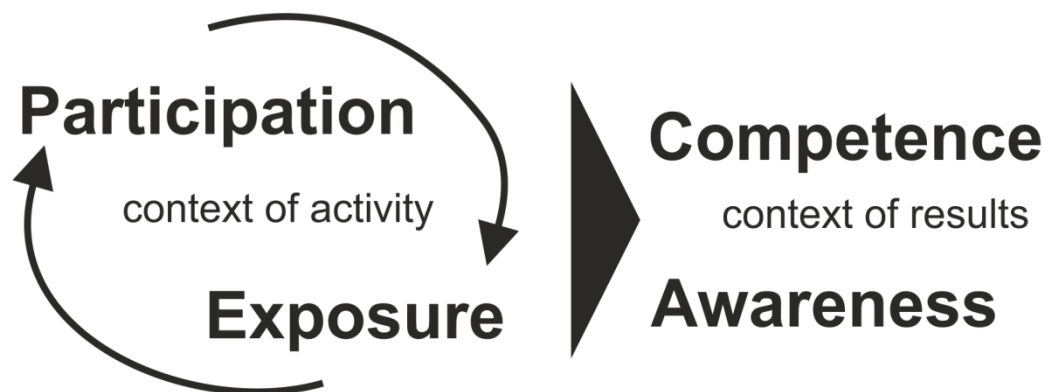 Participation
context of activity
Exposure
Competence
context of results
Awareness